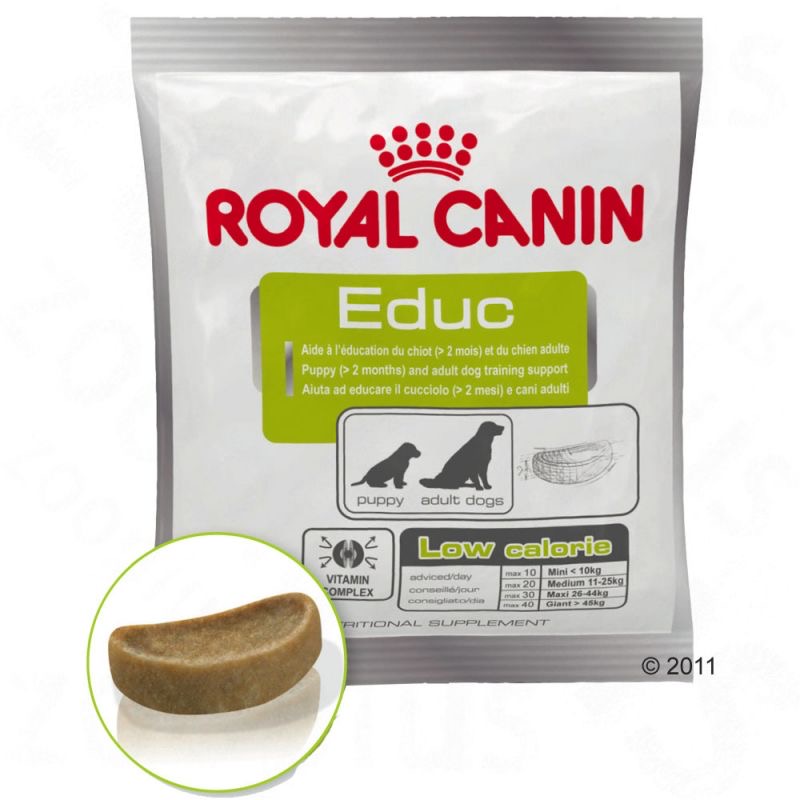 ROYAL CANIN
Educ
Aide à l'éducation du chiot (> 2 mois) et du chien adulte
Puppy (> 2 months) and adult dog training support
Aiuta ad educare il cucciolo (> 2 mesi) e cani adulti
puppy adult dogs
VITAMIN
COMPLEX
Low calorie
adviced/day
conseillé/jour
consigliato/dia
max 10 Mini < 10kg
max 20 Medium 11-25kg
max 30 Maxi 26-44kg
max 40 Giant > 45kg
NUTRITIONAL SUPPLEMENT
© 2011